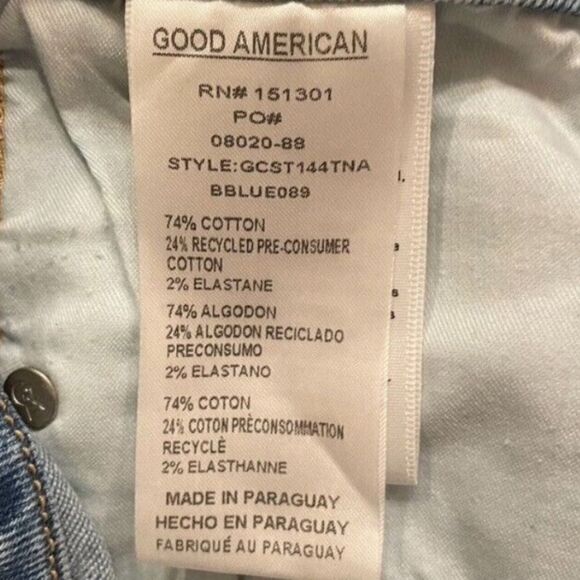 GOOD AMERICAN
RN# 151301
PO#
08020-88
STYLE:GCST144TNA
BBLUE089
74% COTTON
24% RECYCLED PRE-CONSUMER
COTTON
2% ELASTANE
74% ALGODON
24% ALGODON RECICLADO
PRECONSUMO
2% ELASTANO
74% COTON
24% COTON PRÈCONSOMMATION
RECYCLÈ
2% ELASTHANNE
MADE IN PARAGUAY
HECHO EN PARAGUAY
FABRIQUÉ AU PARAGUAY